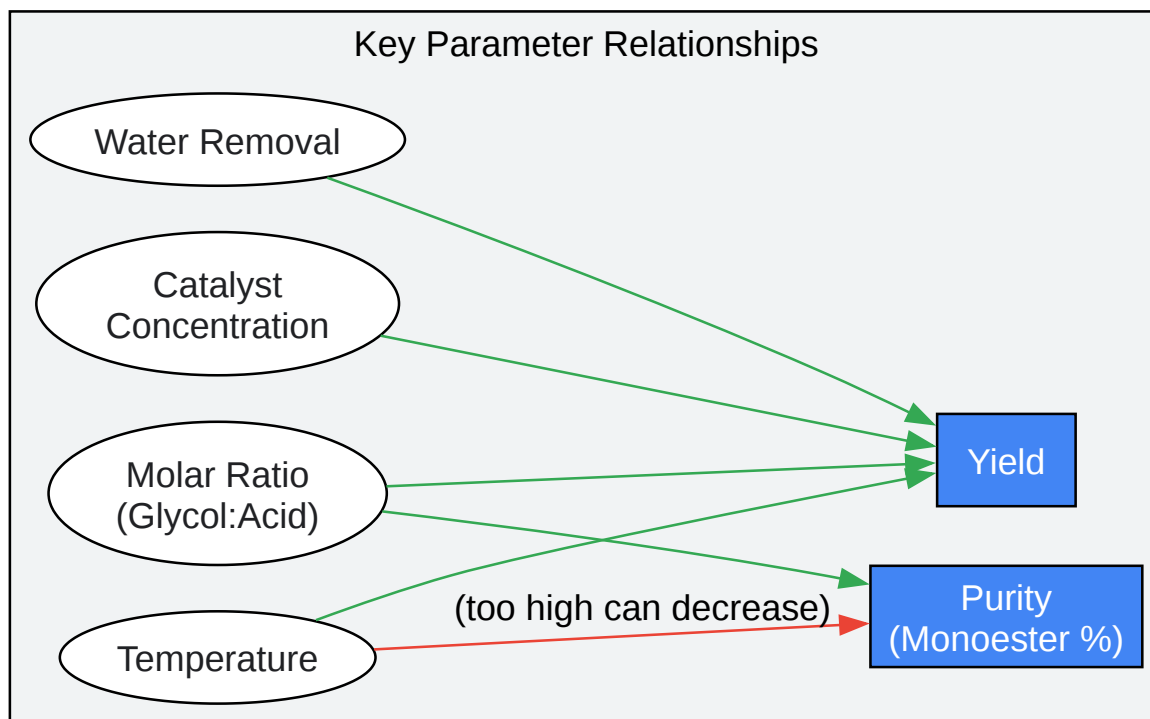 Key Parameter Relationships
Water Removal
Catalyst
Concentration
Molar Ratio
(Glycol:Acid)
Yield
(too high can decrease)
Purity
(Monoester %)
Temperature